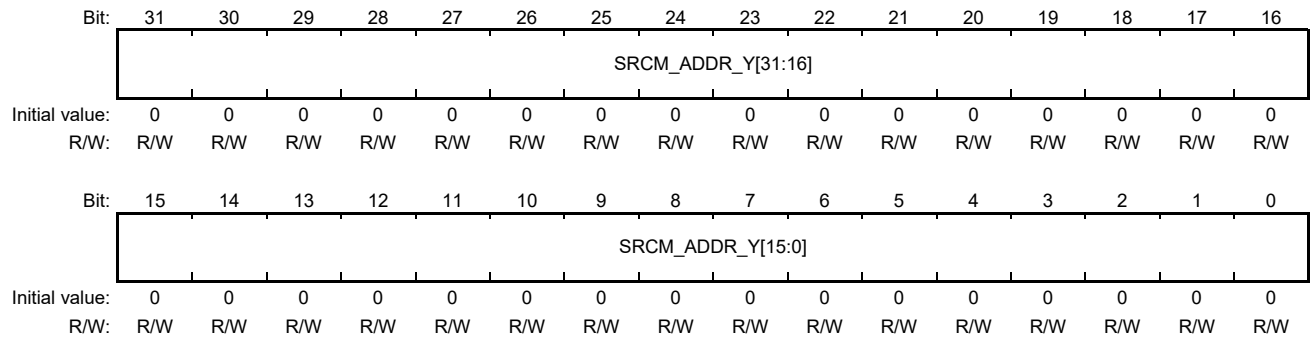 Bit: 31 30 29 28 27 26 25 24 23 22 21 20 19 18 17 16
SRCM_ADDR_Y[31:16]
Initial value: 0 0 0 0 0 0 0 0 0 0 0 0 0 0 0 0
R/W: R/W R/W R/W R/W R/W R/W R/W R/W R/W R/W R/W R/W R/W R/W R/W R/W
Bit: 15 14 13 12 11 10 9 8 7 6 5 4 3 2 1 0
SRCM_ADDR_Y[15:0]
Initial value: 0 0 0 0 0 0 0 0 0 0 0 0 0 0 0 0
R/W: R/W R/W R/W R/W R/W R/W R/W R/W R/W R/W R/W R/W R/W R/W R/W R/W